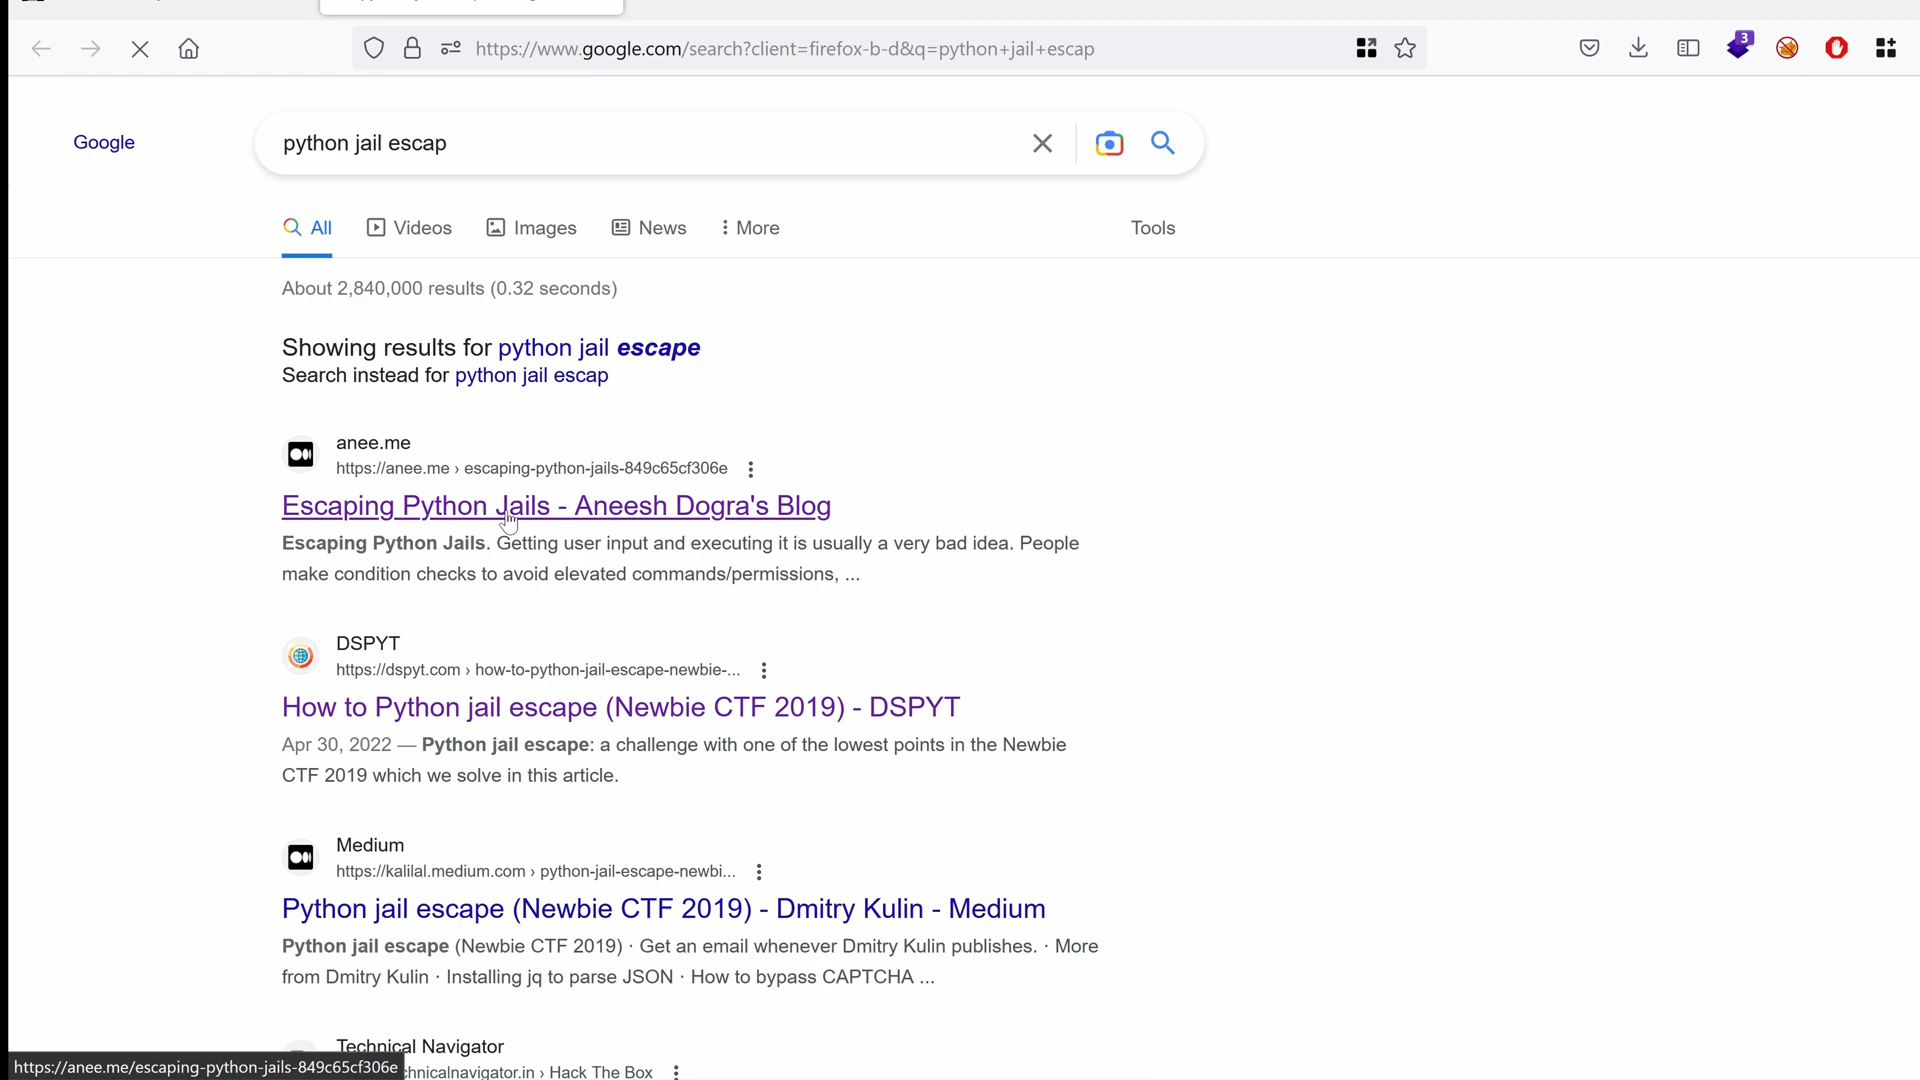 https://www.google.com/search?client=firefox-b-d&q=python+jail+escap
3
Google
python jail escap
All
Videos
Images
News
More
Tools
About 2,840,000 results (0.32 seconds)
Showing results for python jail escape
Search instead for python jail escap
anee.me
https://anee.me › escaping-python-jails-849c65cf306e
Escaping Python Jails - Aneesh Dogra's Blog
Escaping Python Jails. Getting user input and executing it is usually a very bad idea. People
make condition checks to avoid elevated commands/permissions, ...
DSPYT
https://dspyt.com › how-to-python-jail-escape-newbie-...
How to Python jail escape (Newbie CTF 2019) - DSPYT
Apr 30, 2022 — Python jail escape: a challenge with one of the lowest points in the Newbie
CTF 2019 which we solve in this article.
Medium
https://kalilal.medium.com › python-jail-escape-newbi...
Python jail escape (Newbie CTF 2019) - Dmitry Kulin - Medium
Python jail escape (Newbie CTF 2019) · Get an email whenever Dmitry Kulin publishes. · More
from Dmitry Kulin · Installing jq to parse JSON · How to bypass CAPTCHA ...
Technical Navigator
chnicalnavigator.in › Hack The Box
https://anee.me/escaping-python-jails-849c65cf306e